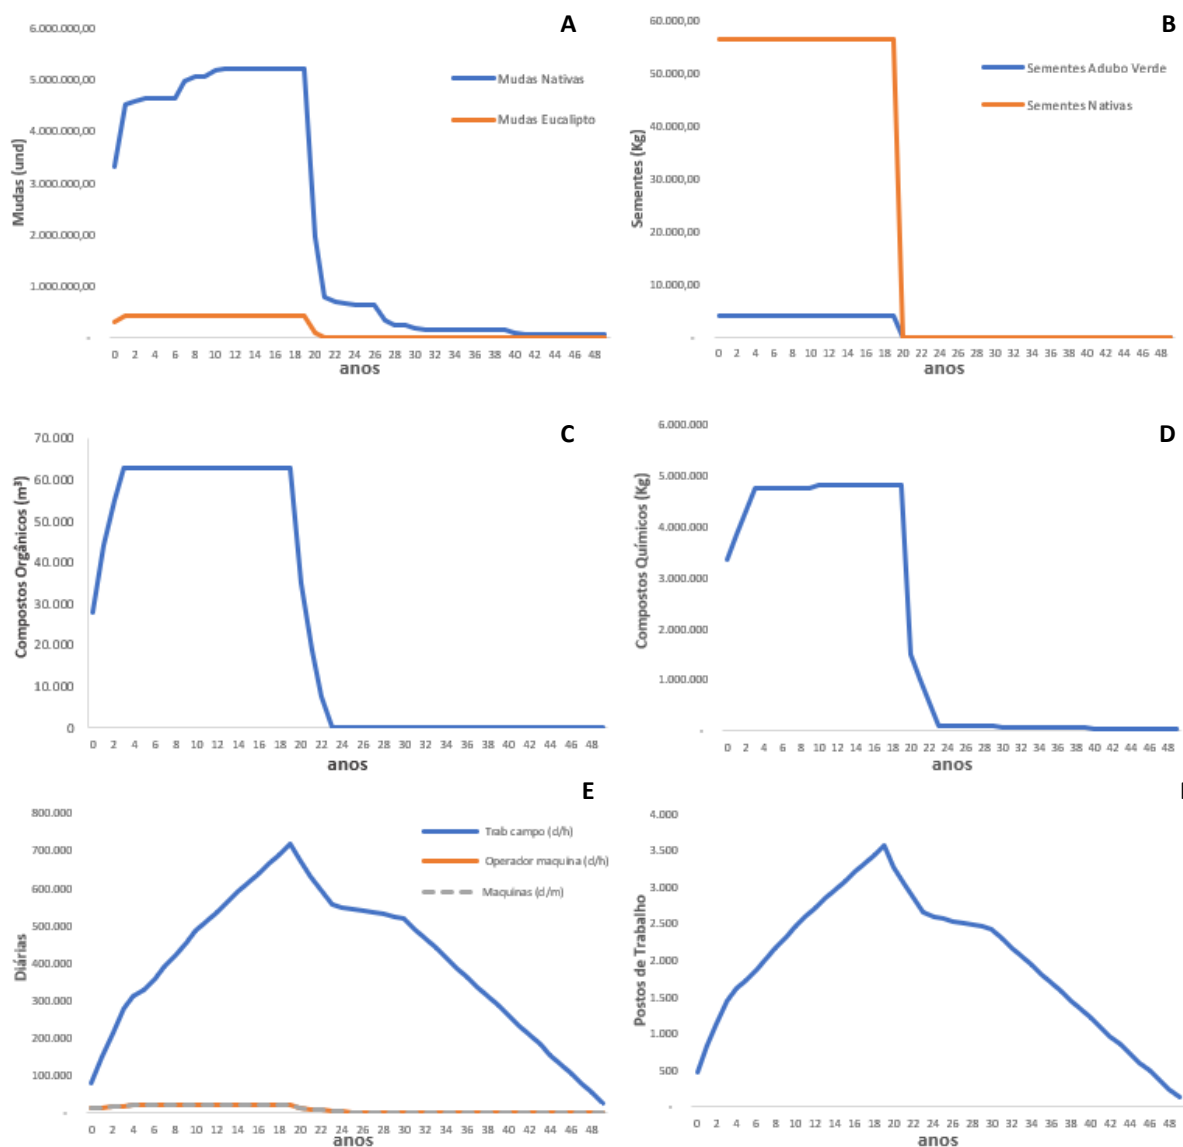 A
6.000.000,00
5.000.000,00
4.000.000,00
3.000.000,00
2.000.000,00
1.000.000,00
-
Mudas (und)
Mudas Nativas
Mudas Eucalipto
0 2 4 6 8 10 12 14 16 18 20 22 24 26 28 30 32 34 36 38 40 42 44 46 48
anos
B
60.000,00
50.000,00
40.000,00
30.000,00
20.000,00
10.000,00
-
Sementes (Kg)
Sementes Adubo Verde
Sementes Nativas
0 2 4 6 8 10 12 14 16 18 20 22 24 26 28 30 32 34 36 38 40 42 44 46 48
anos
C
70.000
60.000
50.000
40.000
30.000
20.000
10.000
0
Compostos Orgânicos (m³)
0 2 4 6 8 10 12 14 16 18 20 22 24 26 28 30 32 34 36 38 40 42 44 46 48
anos
D
6.000.000
5.000.000
4.000.000
3.000.000
2.000.000
1.000.000
-
Compostos Químicos (Kg)
0 2 4 6 8 10 12 14 16 18 20 22 24 26 28 30 32 34 36 38 40 42 44 46 48
anos
E
800.000
700.000
600.000
500.000
400.000
300.000
200.000
100.000
-
Diárias
Trab campo (d/h)
Operador maquina (d/h)
Maquinas (d/m)
0 2 4 6 8 10 12 14 16 18 20 22 24 26 28 30 32 34 36 38 40 42 44 46 48
anos
4.000
3.500
3.000
2.500
2.000
1.500
1.000
500
-
Postos de Trabalho
0 2 4 6 8 10 12 14 16 18 20 22 24 26 28 30 32 34 36 38 40 42 44 46 48
anos